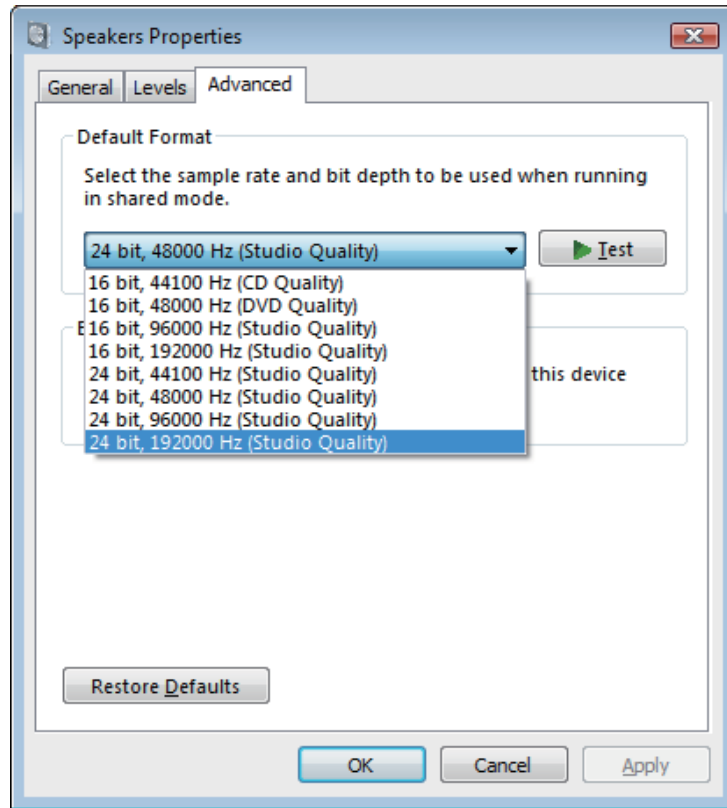 Speakers Properties
General Levels Advanced
Default Format
Select the sample rate and bit depth to be used when running
in shared mode.
24 bit, 48000 Hz (Studio Quality)
Test
16 bit, 44100 Hz (CD Quality)
16 bit, 48000 Hz (DVD Quality)
E
16 bit, 96000 Hz (Studio Quality)
16 bit, 192000 Hz (Studio Quality)
24 bit, 44100 Hz (Studio Quality)
this device
24 bit, 48000 Hz (Studio Quality)
24 bit, 96000 Hz (Studio Quality)
24 bit, 192000 Hz (Studio Quality)
Restore Defaults
OK Cancel Apply